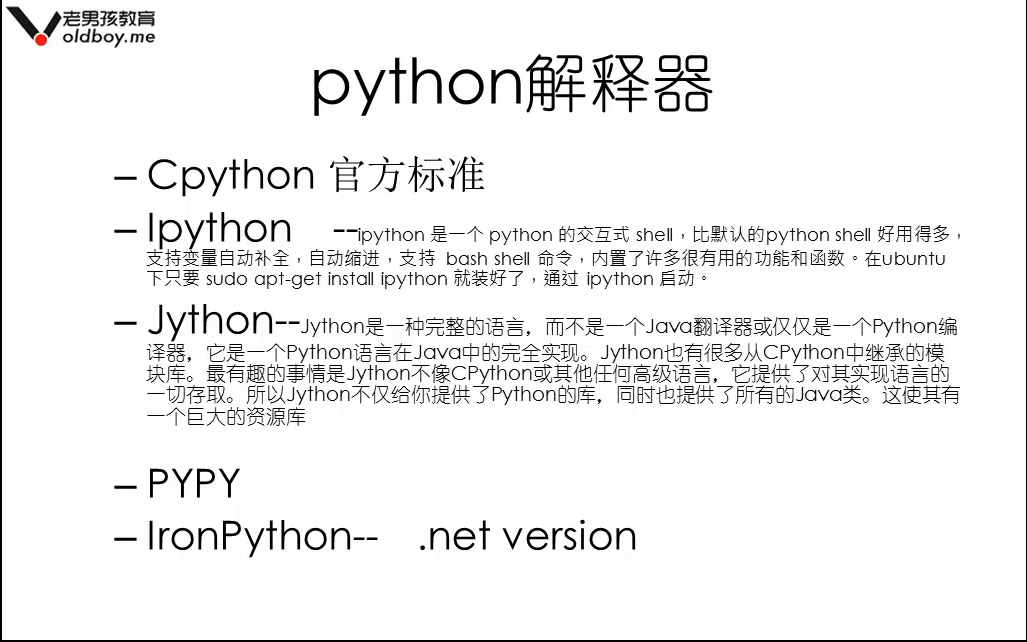 老男孩教育
oldboy.me
python解释器
– Cpython 官方标准
– Ipython --ipython 是一个 python 的交互式 shell，比默认的python shell 好用得多，
支持变量自动补全，自动缩进，支持 bash shell 命令，内置了许多很有用的功能和函数。在ubuntu
下只要 sudo apt-get install ipython 就装好了，通过 ipython 启动。
– Jython--Jython是一种完整的语言，而不是一个Java翻译器或仅仅是一个Python编
译器，它是一个Python语言在Java中的完全实现。Jython也有很多从CPython中继承的模
块库。最有趣的事情是Jython不像CPython或其他任何高级语言，它提供了对其实现语言的
一切存取。所以Jython不仅给你提供了Python的库，同时也提供了所有的Java类。这使其有
一个巨大的资源库
– PYPY
– IronPython-- .net version